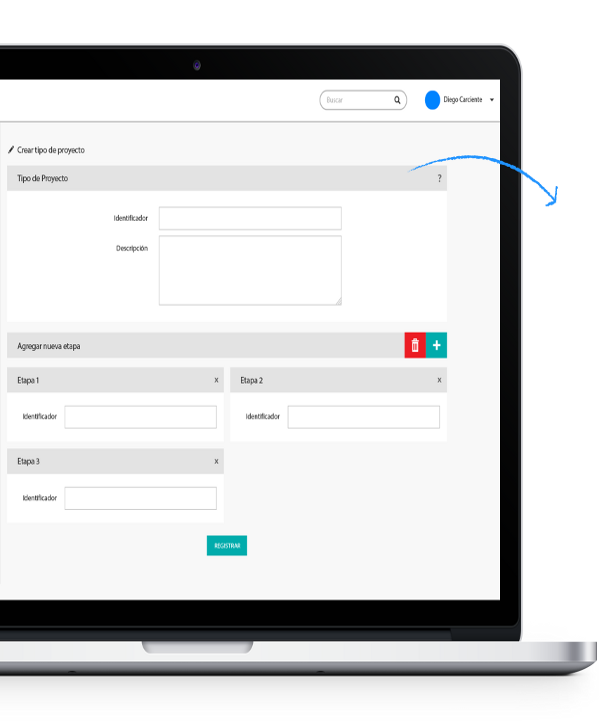 Buscar
Diego Carciente
Crear tipo de proyecto
Tipo de Proyecto ?
Identificador
Descripción
Agregar nueva etapa +
Etapa 1 x Etapa 2 x
Identificador Identificador
Etapa 3 x
Identificador
REGISTRAR